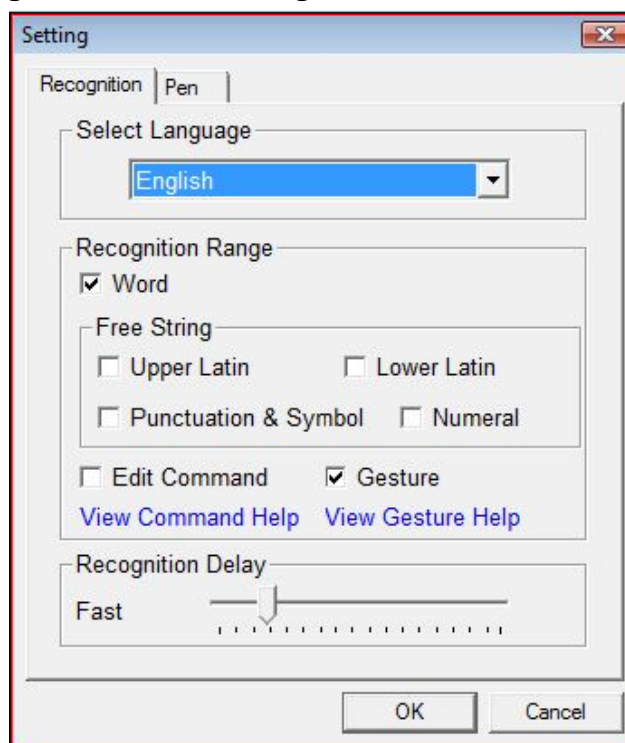 Setting
Recognition Pen
Select Language
English
Recognition Range
Word
Free String
Upper Latin Lower Latin
Punctuation & Symbol Numeral
Edit Command Gesture
View Command Help View Gesture Help
Recognition Delay
Fast
OK Cancel